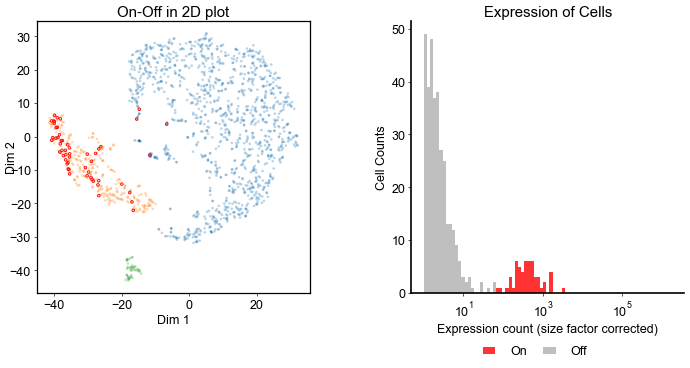 On-Off in 2D plot
Expression of Cells
30
20
10
0
−10
−20
−30
−40
Dim 2
−40
−20
0
20
Dim 1
50
40
30
20
10
0
Cell Counts
10^1
10^3
10^5
Expression count (size factor corrected)
On
Off